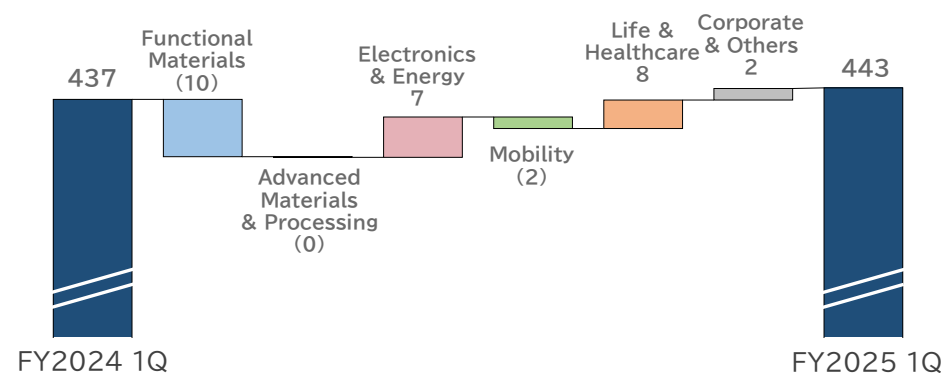 437
Functional
Materials
(10)
Advanced
Materials
& Processing
(0)
Electronics
& Energy
7
Mobility
(2)
Life &
Healthcare
8
Corporate
& Others
2
443
FY2024 1Q
FY2025 1Q